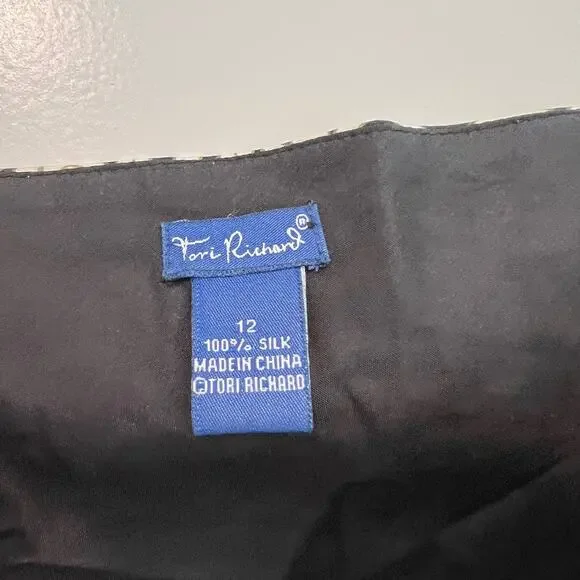 Tori Richard®
12
100% SILK
MADE IN CHINA
©TORI RICHARD